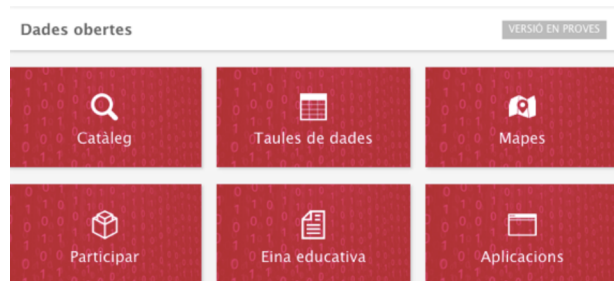 Dades obertes
VERSIÓ EN PROVES
Catàleg
Taules de dades
Mapes
Participar
Eina educativa
Aplicacions